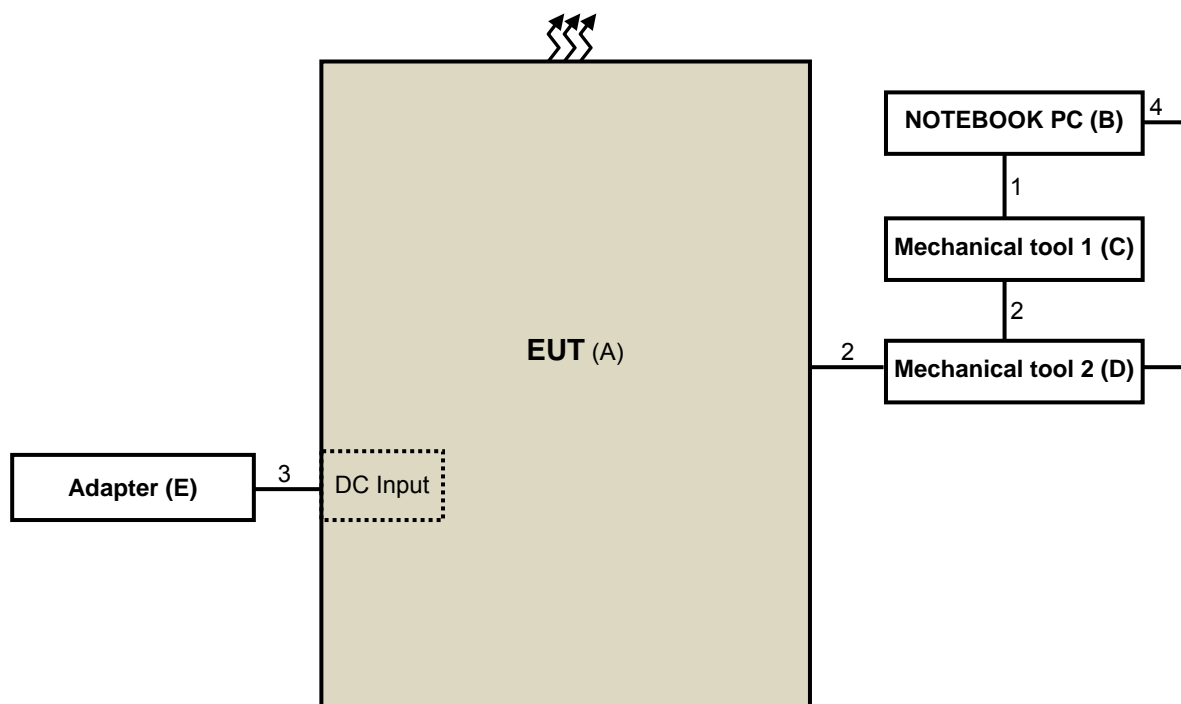 NOTEBOOK PC (B)
4
1
Mechanical tool 1 (C)
2
EUT (A)
2
Mechanical tool 2 (D)
Adapter (E)
3
DC Input